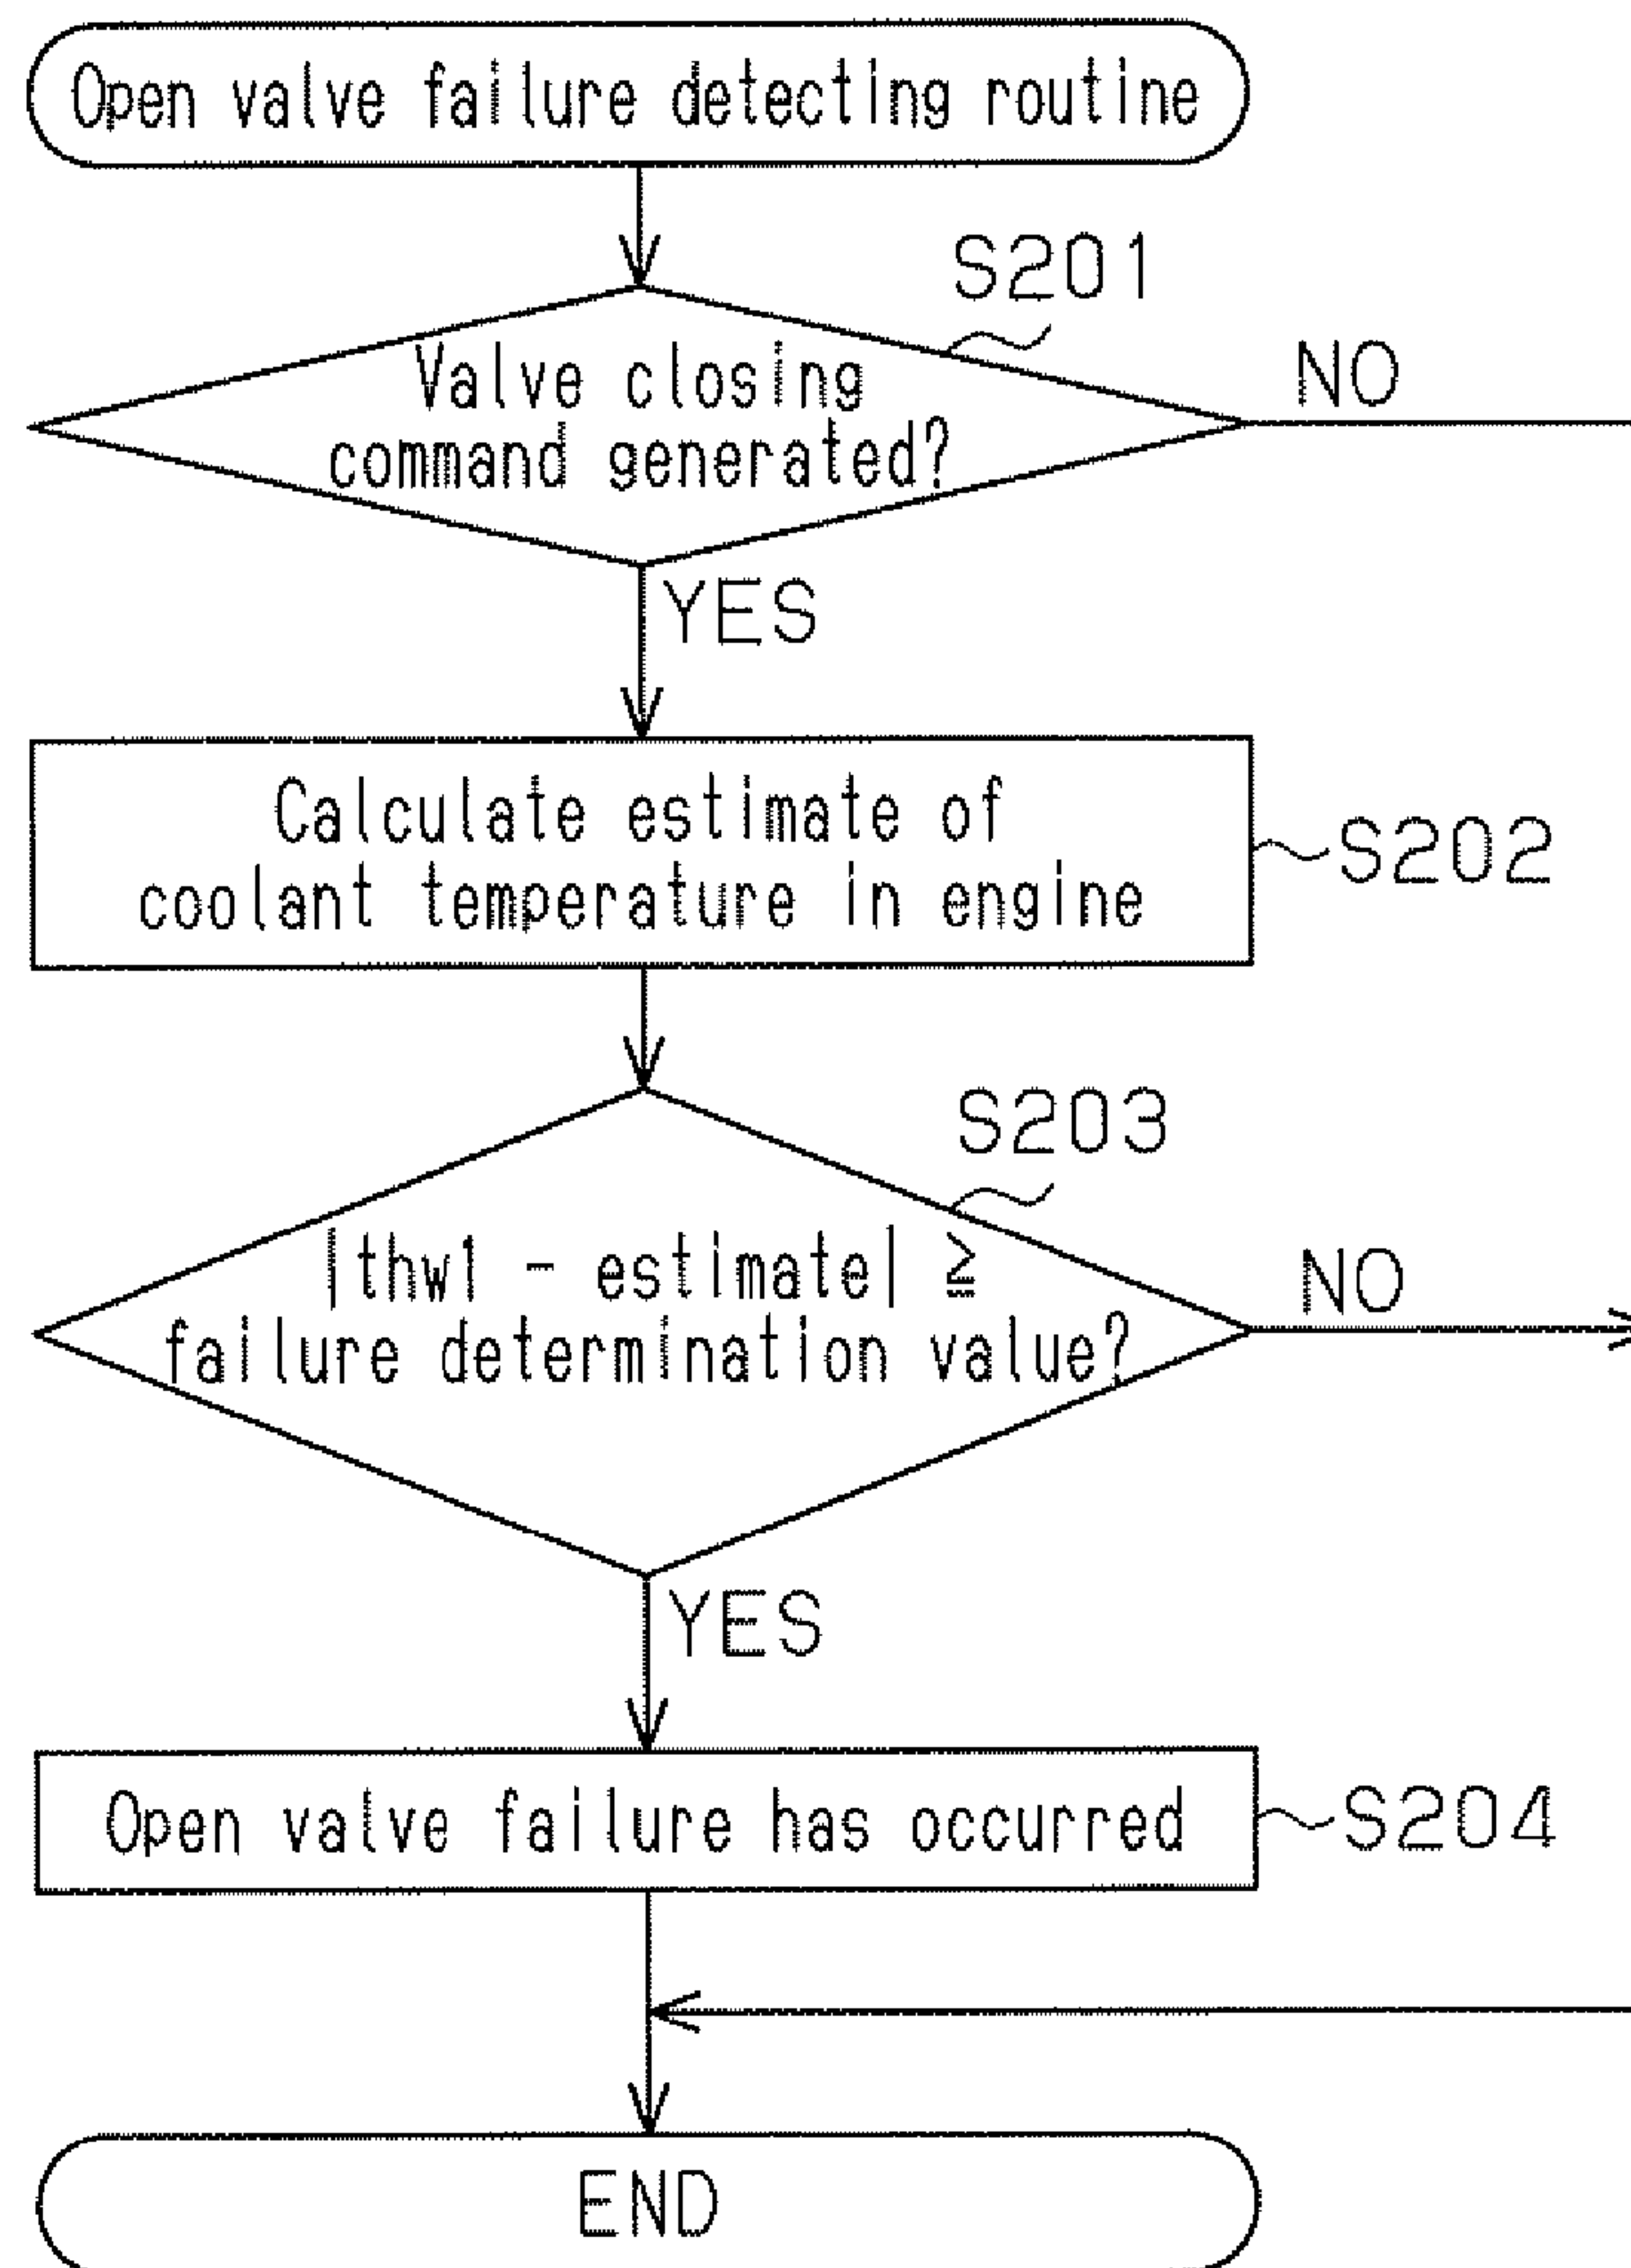 Open valve failure detecting routine
S201
Valve closing
command generated?
NO
YES
Calculate estimate of
coolant temperature in engine
S202
S203
|thw1 - estimate| ≧
failure determination value?
NO
YES
Open valve failure has occurred
S204
END